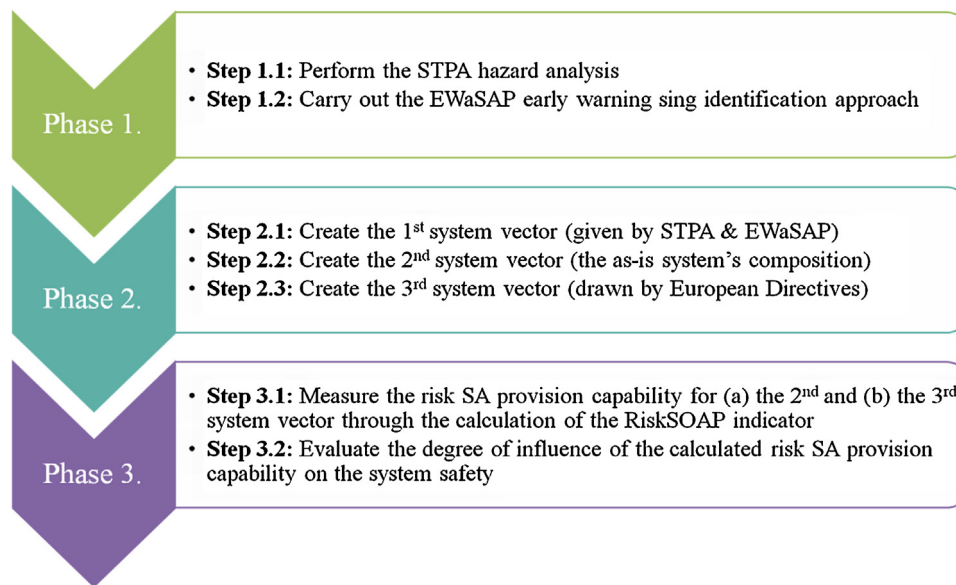 Phase 1.
• Step 1.1: Perform the STPA hazard analysis
• Step 1.2: Carry out the EWaSAP early warning sing identification approach
Phase 2.
• Step 2.1: Create the 1st system vector (given by STPA & EWaSAP)
• Step 2.2: Create the 2nd system vector (the as-is system’s composition)
• Step 2.3: Create the 3rd system vector (drawn by European Directives)
Phase 3.
• Step 3.1: Measure the risk SA provision capability for (a) the 2nd and (b) the 3rd
system vector through the calculation of the RiskSOAP indicator
• Step 3.2: Evaluate the degree of influence of the calculated risk SA provision
capability on the system safety